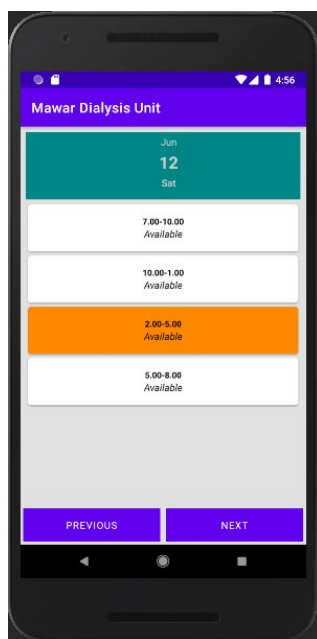 4:56
Mawar Dialysis Unit
Jun
12
Sat
7.00-10.00
Available
10.00-1.00
Available
2.00-5.00
Available
5.00-8.00
Available
PREVIOUS NEXT